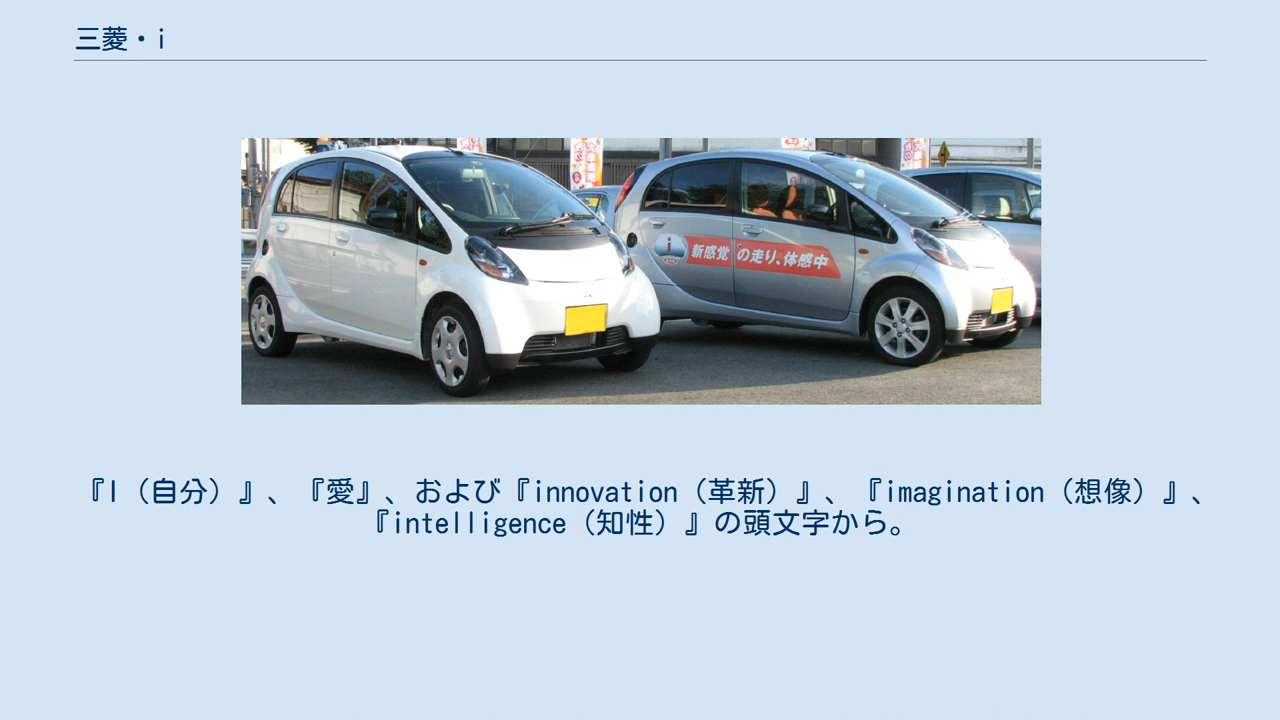 三菱・i
i
新感覚の走り、体感中
『I（自分）』、『愛』、および『innovation（革新）』、『imagination（想像）』、
『intelligence（知性）』の頭文字から。